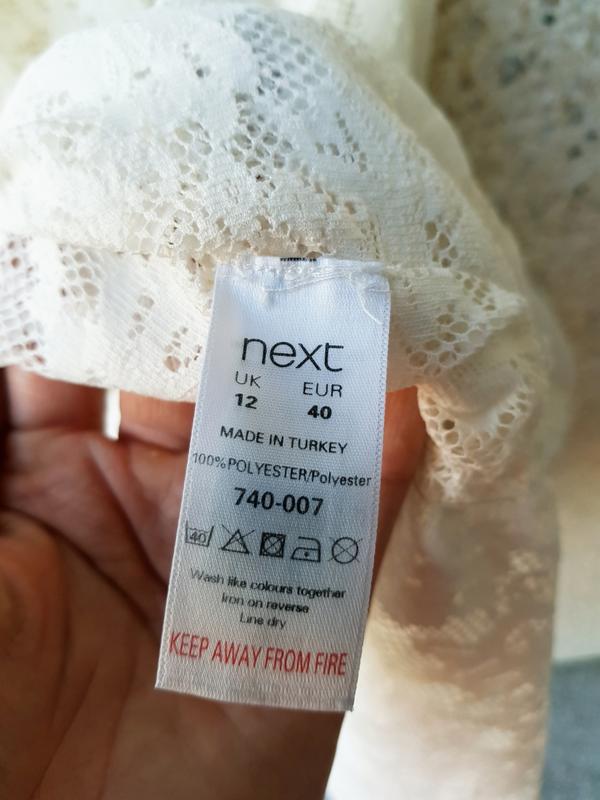 next
UK EUR
12 40
MADE IN TURKEY
100%POLYESTER/Polyester
740-007
40
Wash like colours together
Iron on reverse
Line dry
KEEP AWAY FROM FIRE